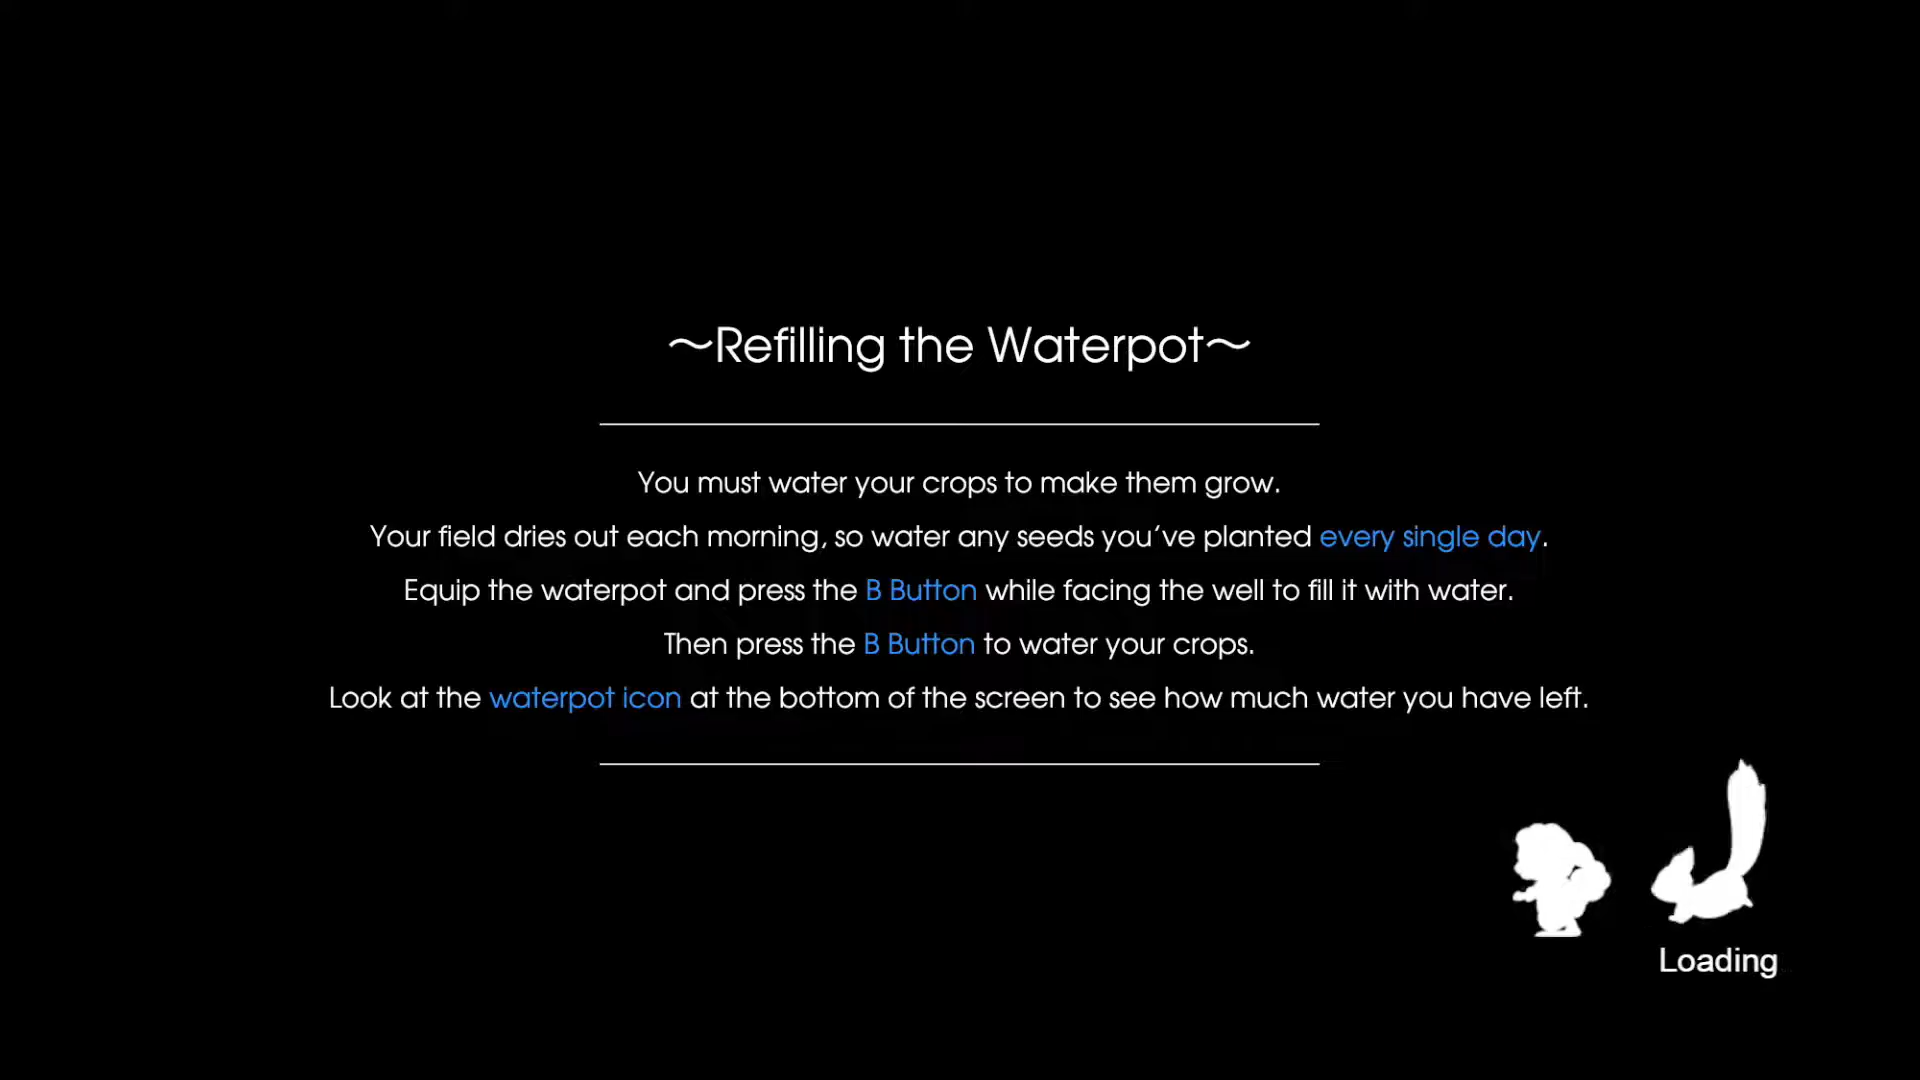 ～Refilling the Waterpot～
You must water your crops to make them grow.
Your field dries out each morning, so water any seeds you've planted every single day.
Equip the waterpot and press the B Button while facing the well to fill it with water.
Then press the B Button to water your crops.
Look at the waterpot icon at the bottom of the screen to see how much water you have left.
Loading